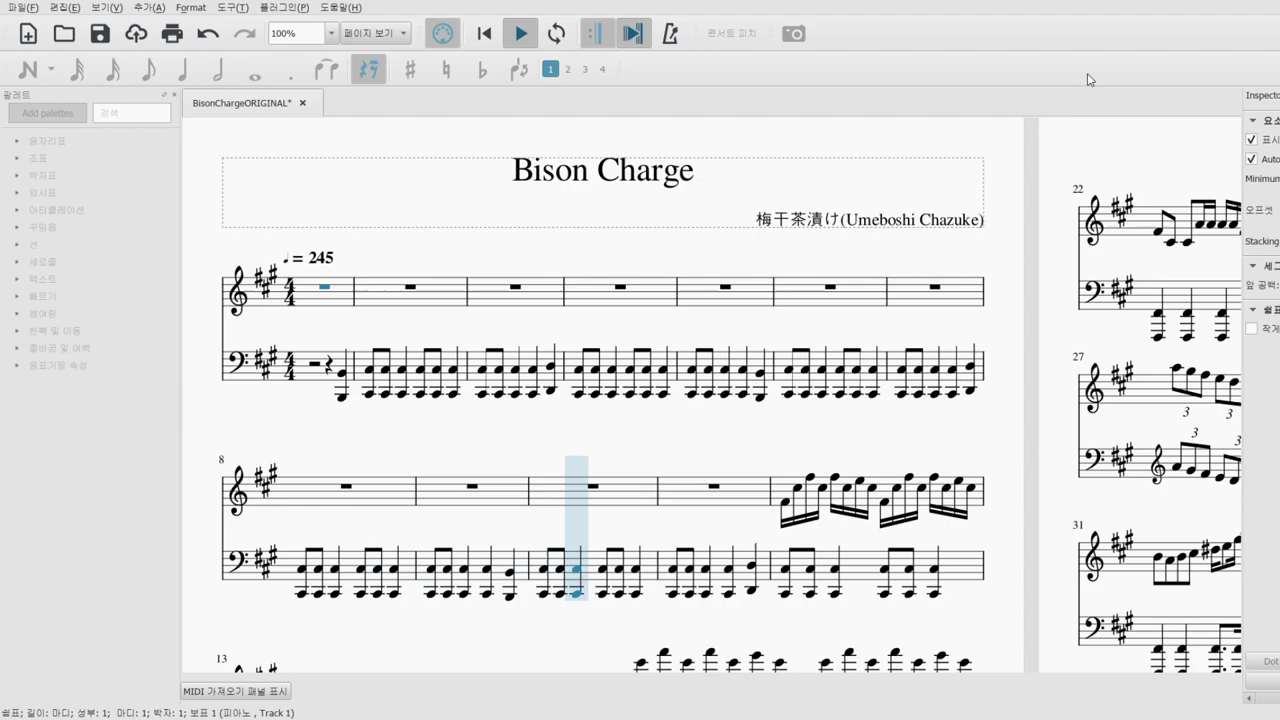 파일(F) 편집(E) 보기(V) 추가(A) Format 도구(T) 플러그인(P) 도움말(H)
100% 페이지 보기 콘서트 피치
1 2 3 4
팔레트
BisonChargeORIGINAL*
Inspecto
Add palettes 검색
음자리표
조표
박자표
임시표
아티큘레이션
꾸밈음
선
세로줄
텍스트
빠르기
셈여림
반복 및 이동
줄바꿈 및 여백
음표기둥 속성
Bison Charge
梅干茶漬け(Umeboshi Chazuke)
= 245
8
13
22
27
3 3
3 3
31
요소
표시
Auto
Minimum
오프셋
Stacking
세그
앞 공백:
쉼표
작게
Dot
MIDI 가져오기 패널 표시
쉼표; 길이: 마디; 성부: 1; 마디: 1; 박자: 1; 보표 1 (피아노 , Track 1)